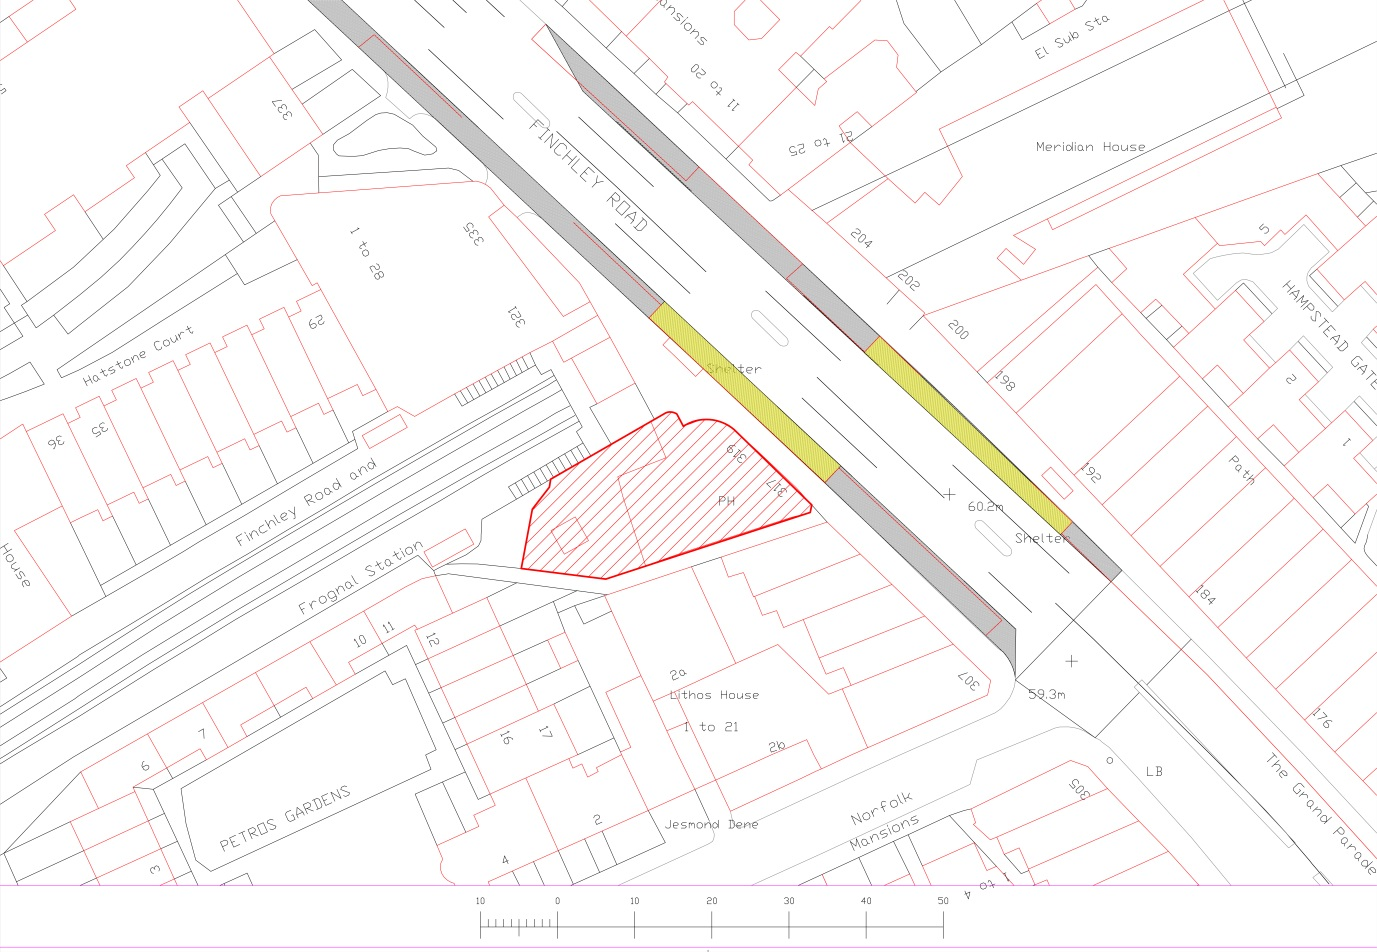 ansions
El Sub Sta
11 to 20
337
21 to 25
Meridian House
FINCHLEY ROAD
335
1 to 28
204
5
202
HAMPSTEAD GATE
321
29
200
Hatstone Court
Shelter
198
2
36
35
1
319
192
Path
Finchley Road and
317
PH
60.2m
Shelter
House
Frognal Station
184
10
11
12
2a
307
Lithos House
59.3m
1 to 21
176
7
16
17
2b
6
LB
The Grand Parade
305
PETROS GARDENS
Norfolk
Mansions
2
Jesmond Dene
4
3
1 to 4
10 0 10 20 30 40 50